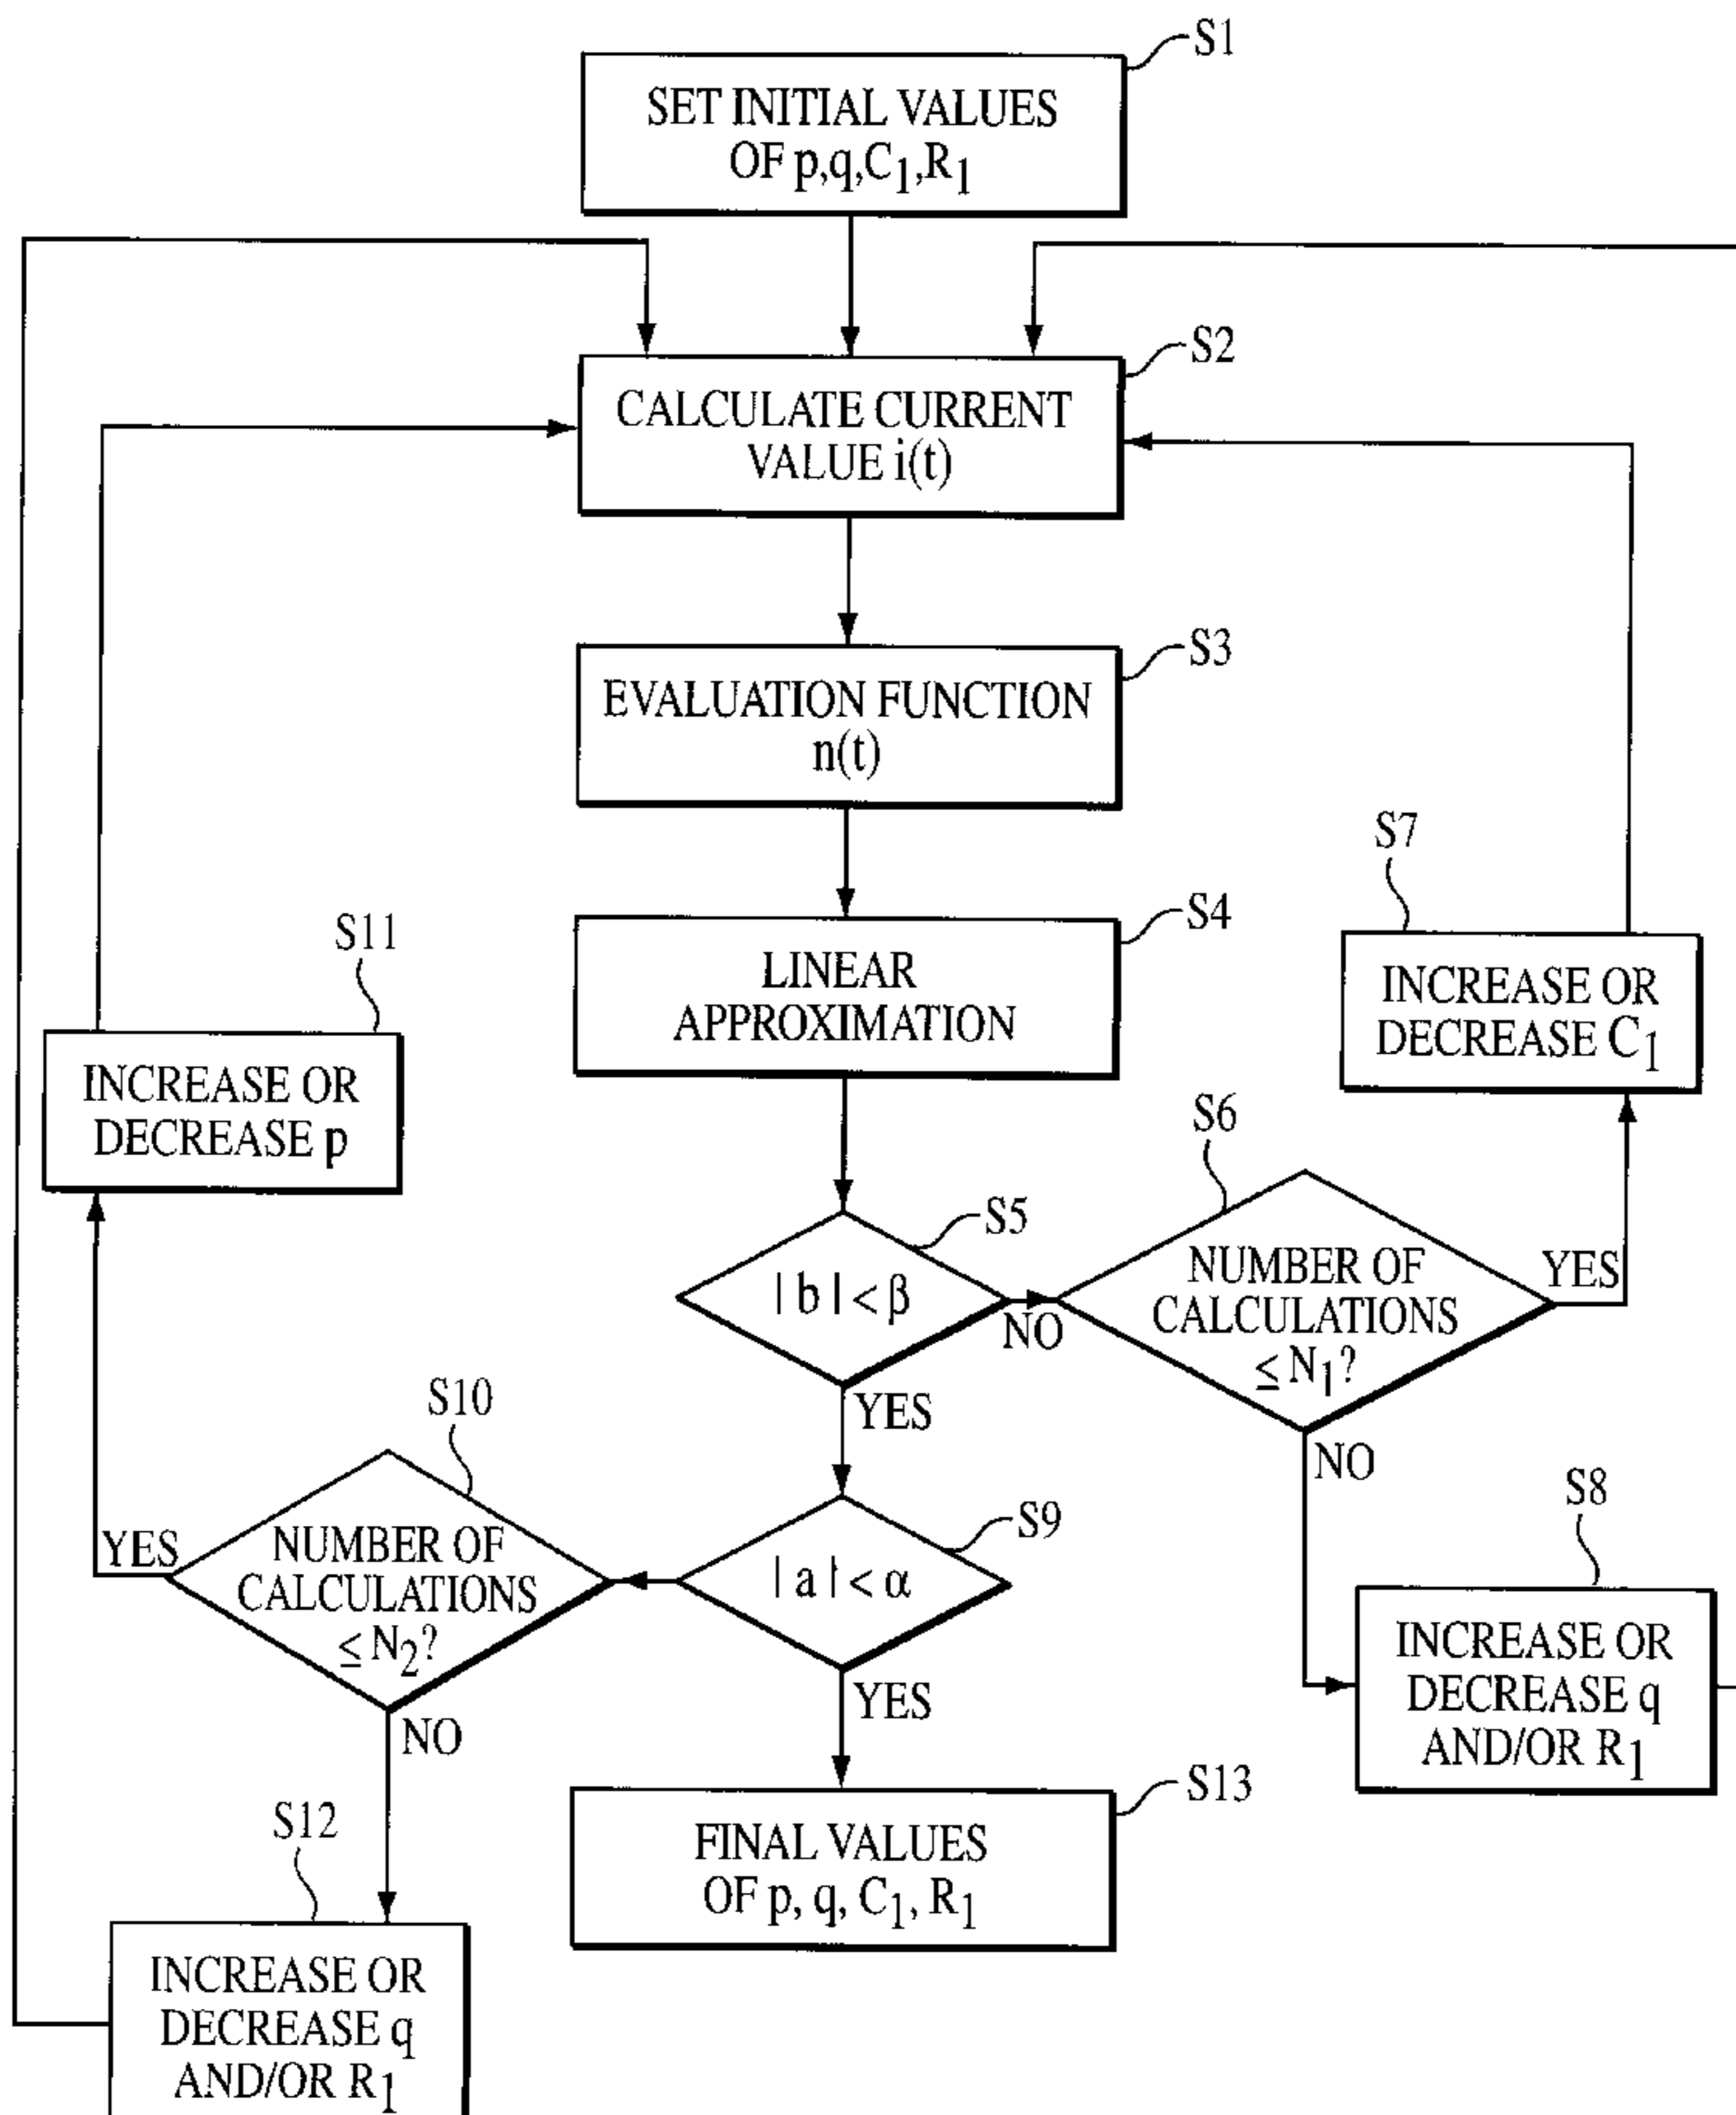 S1
SET INITIAL VALUES
OF p,q,C1,R1
S2
CALCULATE CURRENT
VALUE i(t)
S3
EVALUATION FUNCTION
n(t)
S4
LINEAR
APPROXIMATION
S7
INCREASE OR
DECREASE C1
S11
INCREASE OR
DECREASE p
S5
| b | < β
NO
YES
S6
NUMBER OF
CALCULATIONS
≤ N1?
YES
NO
S8
INCREASE OR
DECREASE q
AND/OR R1
S9
| a | < α
YES
S10
NUMBER OF
CALCULATIONS
≤ N2?
YES
NO
S12
INCREASE OR
DECREASE q
AND/OR R1
S13
FINAL VALUES
OF p, q, C1, R1